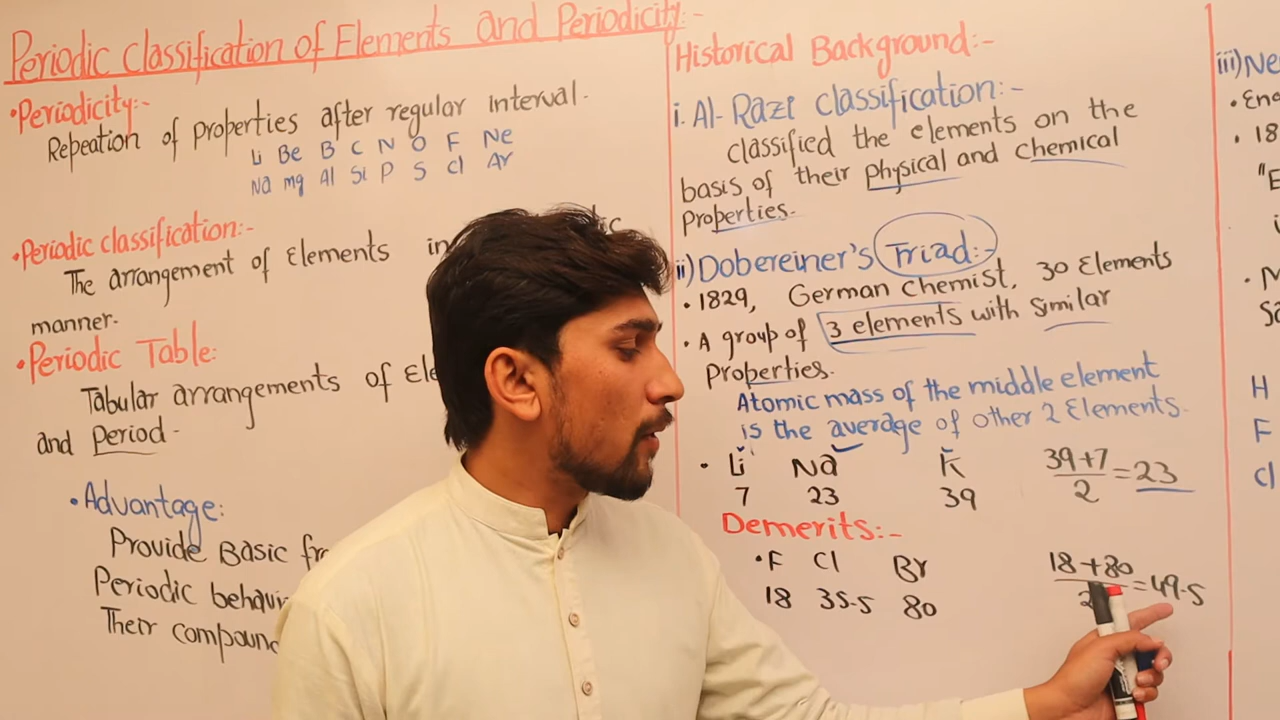 Periodic Classification of Elements and Periodicity:-
• Periodicity:-
Repeation of properties after regular interval.
Li Be B C N O F Ne
Na mg Al Si P S Cl Ar
• Periodic classification:-
The arrangement of Elements in
manner.
• Periodic Table:
Tabular arrangements of
and Period.
• Advantage:
Provide Basic
Periodic
Their
Historical Background:-
i. Al-Razi classification:-
classified the elements on the
basis of their physical and chemical
Properties.
ii) Dobereiner's Triad:-
• 1829, German Chemist, 30 Elements
• A group of 3 elements with Similar
Properties.
Atomic mass of the middle element
is the average of other 2 Elements.
• Li Na K
7 23 39
39+7
2 = 23
Demerits:-
• F Cl Br
18 35.5 80
18+80
2 = 49.5
iii) Ne
• 18
H
F
Cl